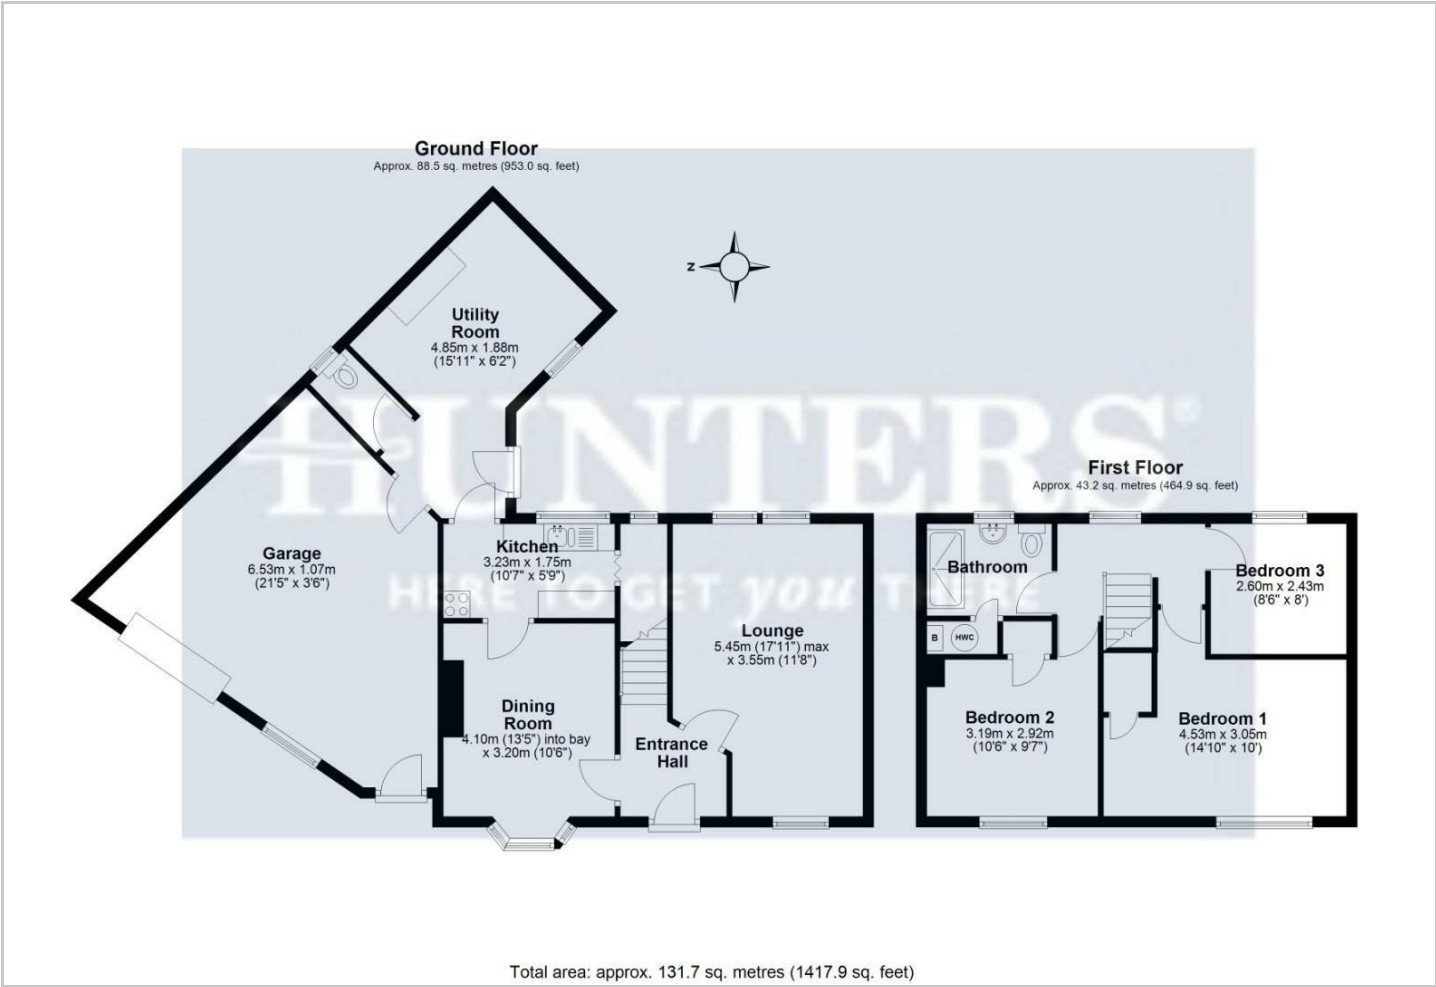 Ground Floor
Approx. 88.5 sq. metres (953.0 sq. feet)
Z
Utility
Room
4.85m x 1.88m
(15'11" x 6'2")
HUNTERS®
HERE TO GET you THERE
First Floor
Approx. 43.2 sq. metres (464.9 sq. feet)
Garage
6.53m x 1.07m
(21'5" x 3'6")
Kitchen
3.23m x 1.75m
(10'7" x 5'9")
Lounge
5.45m (17'11") max
x 3.55m (11'8")
Dining
Room
4.10m (13'5") into bay
x 3.20m (10'6")
Entrance
Hall
Bathroom
B
HWC
Bedroom 3
2.60m x 2.43m
(8'6" x 8')
Bedroom 2
3.19m x 2.92m
(10'6" x 9'7")
Bedroom 1
4.53m x 3.05m
(14'10" x 10')
Total area: approx. 131.7 sq. metres (1417.9 sq. feet)